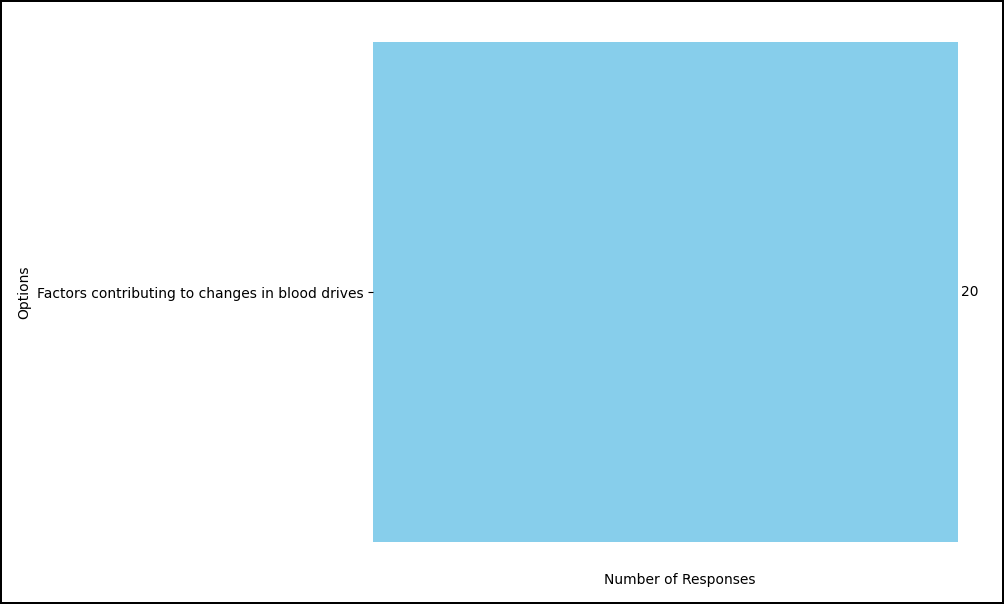 Options
Factors contributing to changes in blood drives
20
Number of Responses